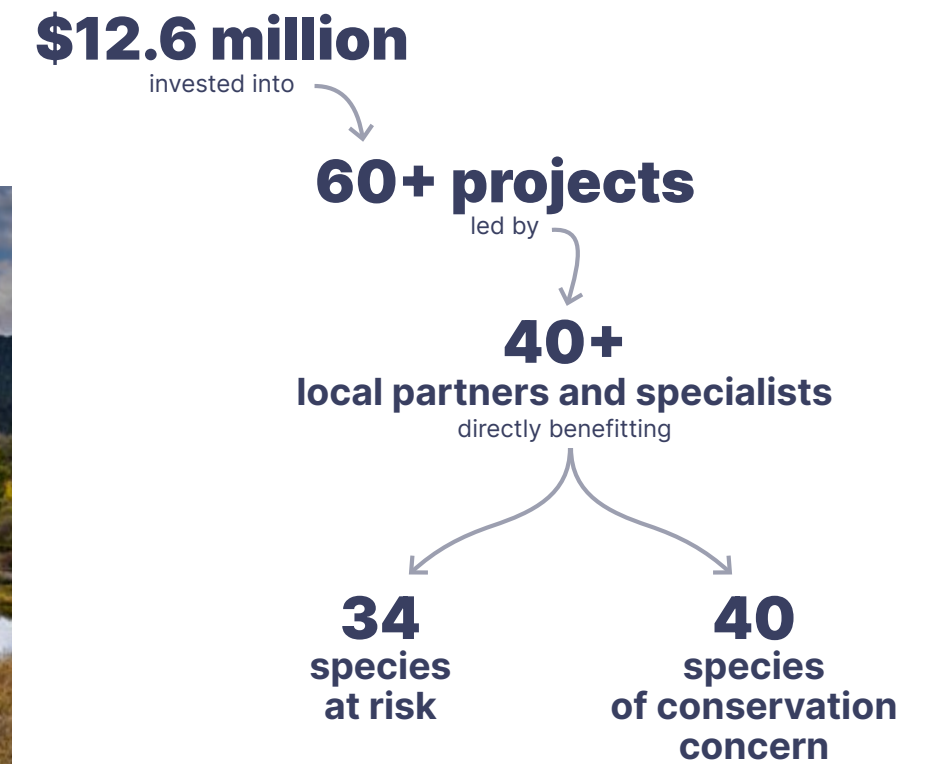 $12.6 million
invested into
60+ projects
led by
40+
local partners and specialists
directly benefitting
34
species
at risk
40
species
of conservation
concern